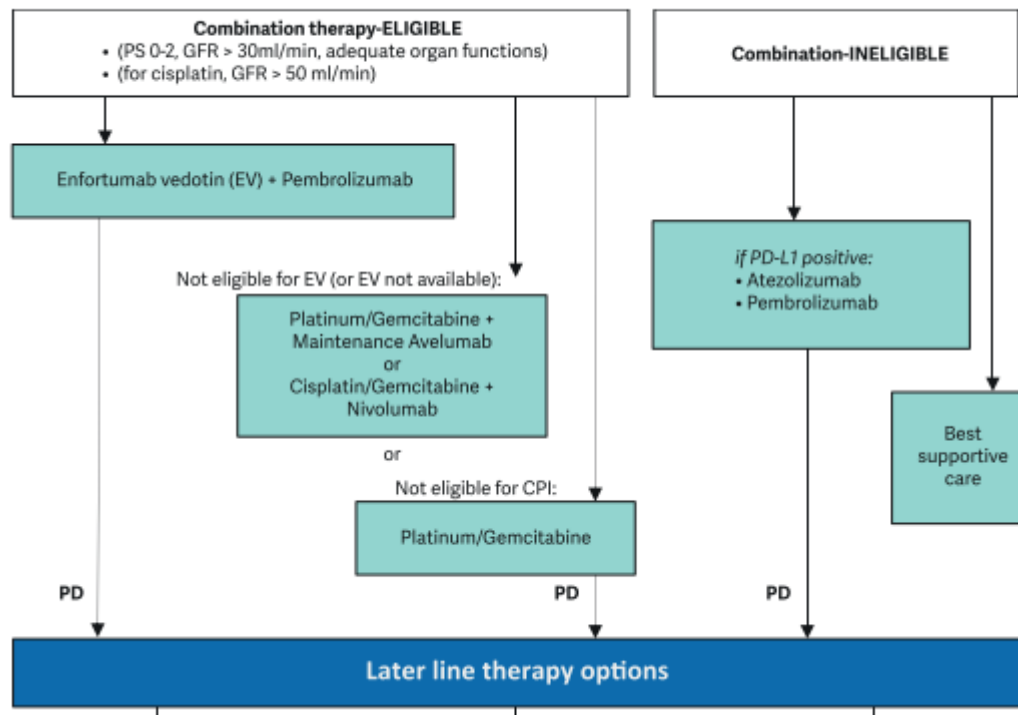 Combination therapy-ELIGIBLE
• (PS 0-2, GFR > 30ml/min, adequate organ functions)
• (for cisplatin, GFR > 50 ml/min)
Combination-INELIGIBLE
Enfortumab vedotin (EV) + Pembrolizumab
Not eligible for EV (or EV not available):
Platinum/Gemcitabine +
Maintenance Avelumab
or
Cisplatin/Gemcitabine +
Nivolumab
or
Not eligible for CPI:
Platinum/Gemcitabine
if PD-L1 positive:
• Atezolizumab
• Pembrolizumab
Best
supportive
care
PD
PD
PD
Later line therapy options